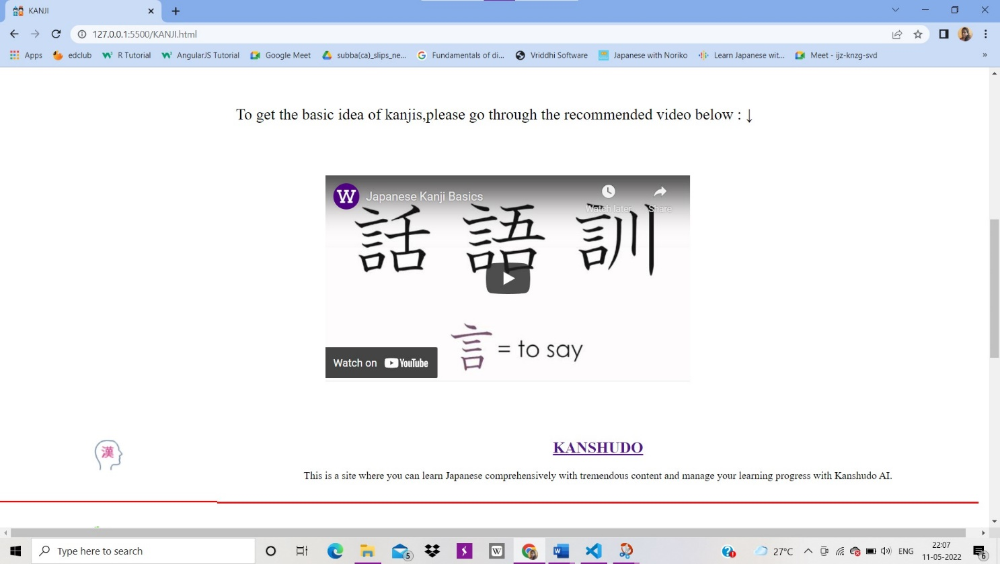 KANJI
127.0.0.1:5500/KANJI.html
Apps edclub R Tutorial AngularJS Tutorial Google Meet subba(ca)_slips_ne... Fundamentals of di... Vriddhi Software Japanese with Noriko Learn Japanese wit... Meet - ijz-knzg-svd »
To get the basic idea of kanjis,please go through the recommended video below : ↓
W Japanese Kanji Basics
Watch later Share
話 語 訓
言 = to say
Watch on YouTube
漢
KANSHUDO
This is a site where you can learn Japanese comprehensively with tremendous content and manage your learning progress with Kanshudo AI.
Type here to search
5
W
27°C
ENG
22:07
11-05-2022
6